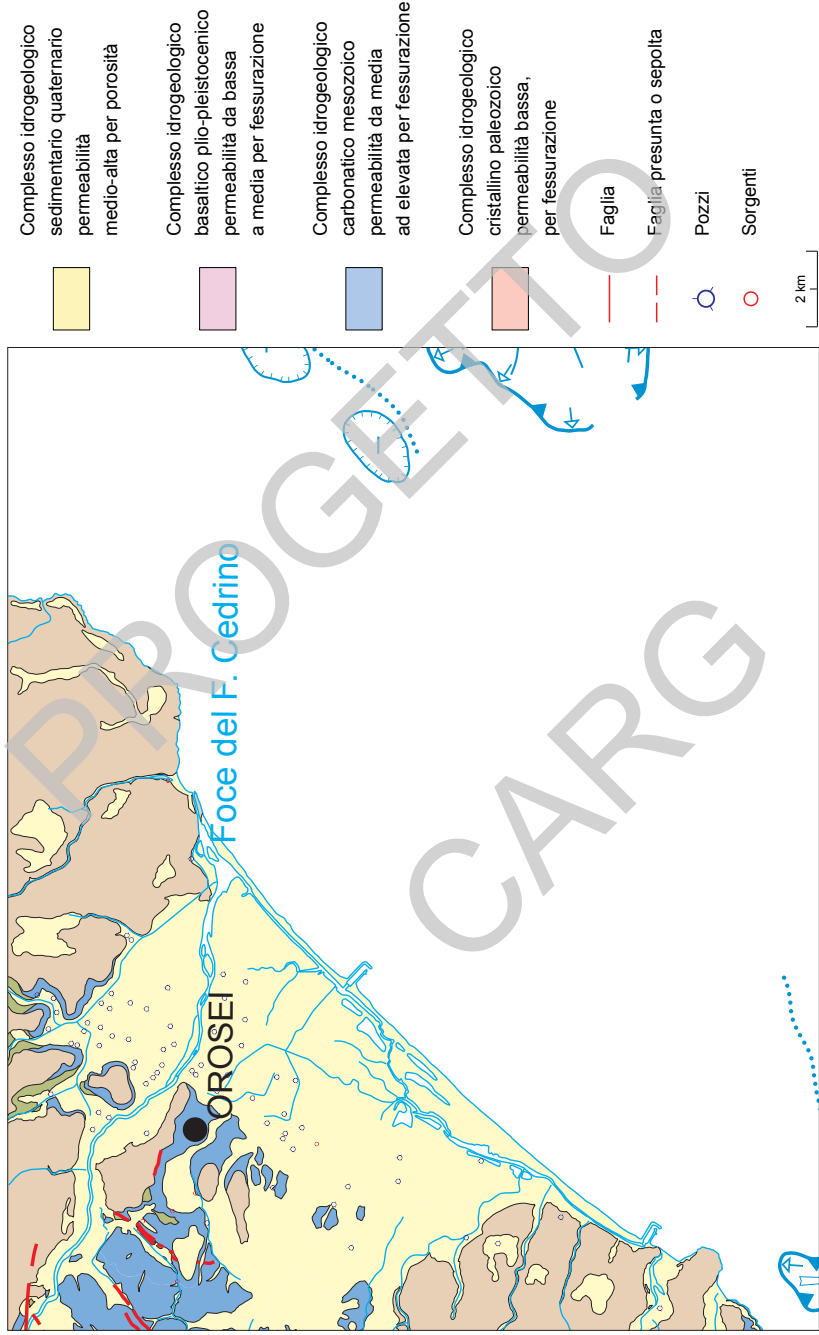 Complesso idrogeologico
sedimentario quaternario
permeabilità
medio-alta per porosità
Complesso idrogeologico
basaltico plio-pleistocenico
permeabilità da bassa
a media per fessurazione
Complesso idrogeologico
carbonatico mesozoico
permeabilità da media
ad elevata per fessurazione
Complesso idrogeologico
cristallino paleozoico
permeabilità bassa,
per fessurazione
Faglia
Faglia presunta o sepolta
Pozzi
Sorgenti
2 km
Foce del F. Cedrino
OROSEI
PROGETTO
CARG